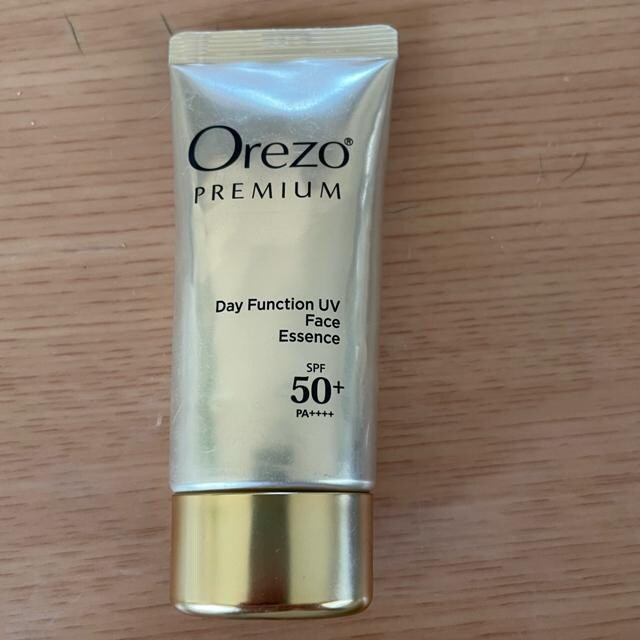 Orezo®
PREMIUM
Day Function UV
Face
Essence
SPF
50+
PA++++